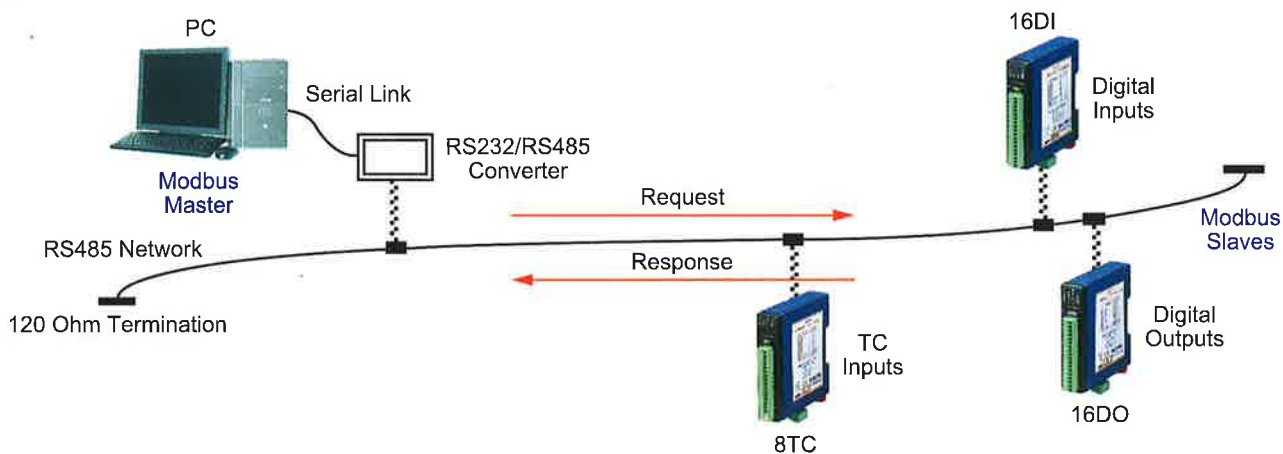 PC
16DI
Serial Link
Digital
Inputs
RS232/RS485
Converter
Modbus
Master
Request
Modbus
Slaves
RS485 Network
Response
120 Ohm Termination
TC
Inputs
Digital
Outputs
16DO
8TC